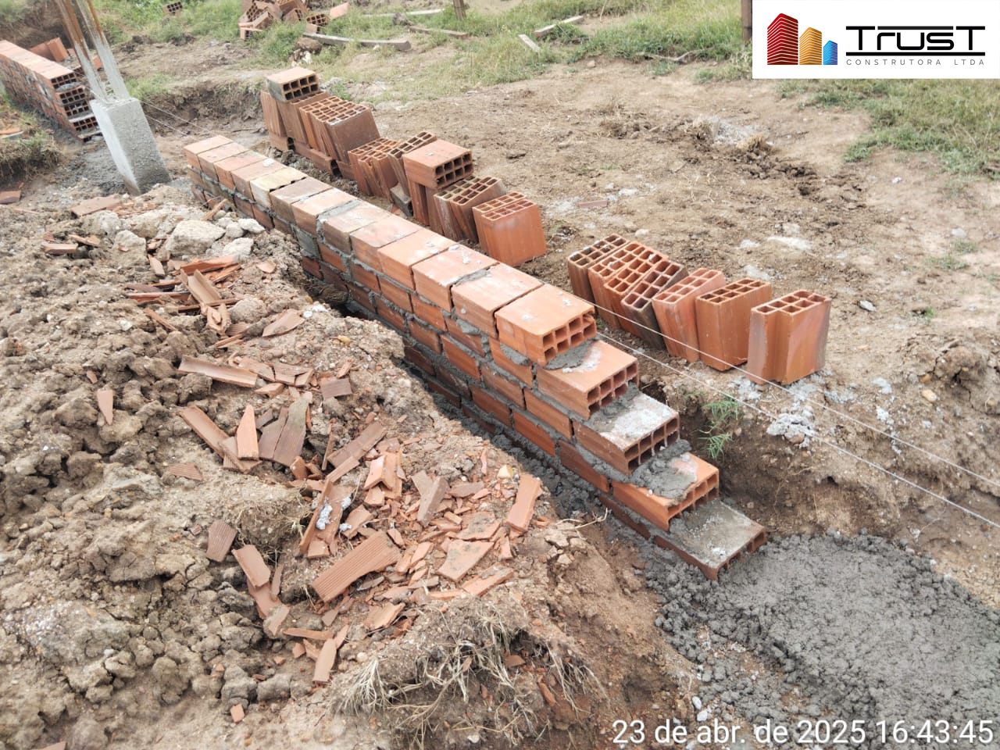 TrusT
CONSTRUTORA LTDA
23 de abr. de 2025 16:43:45